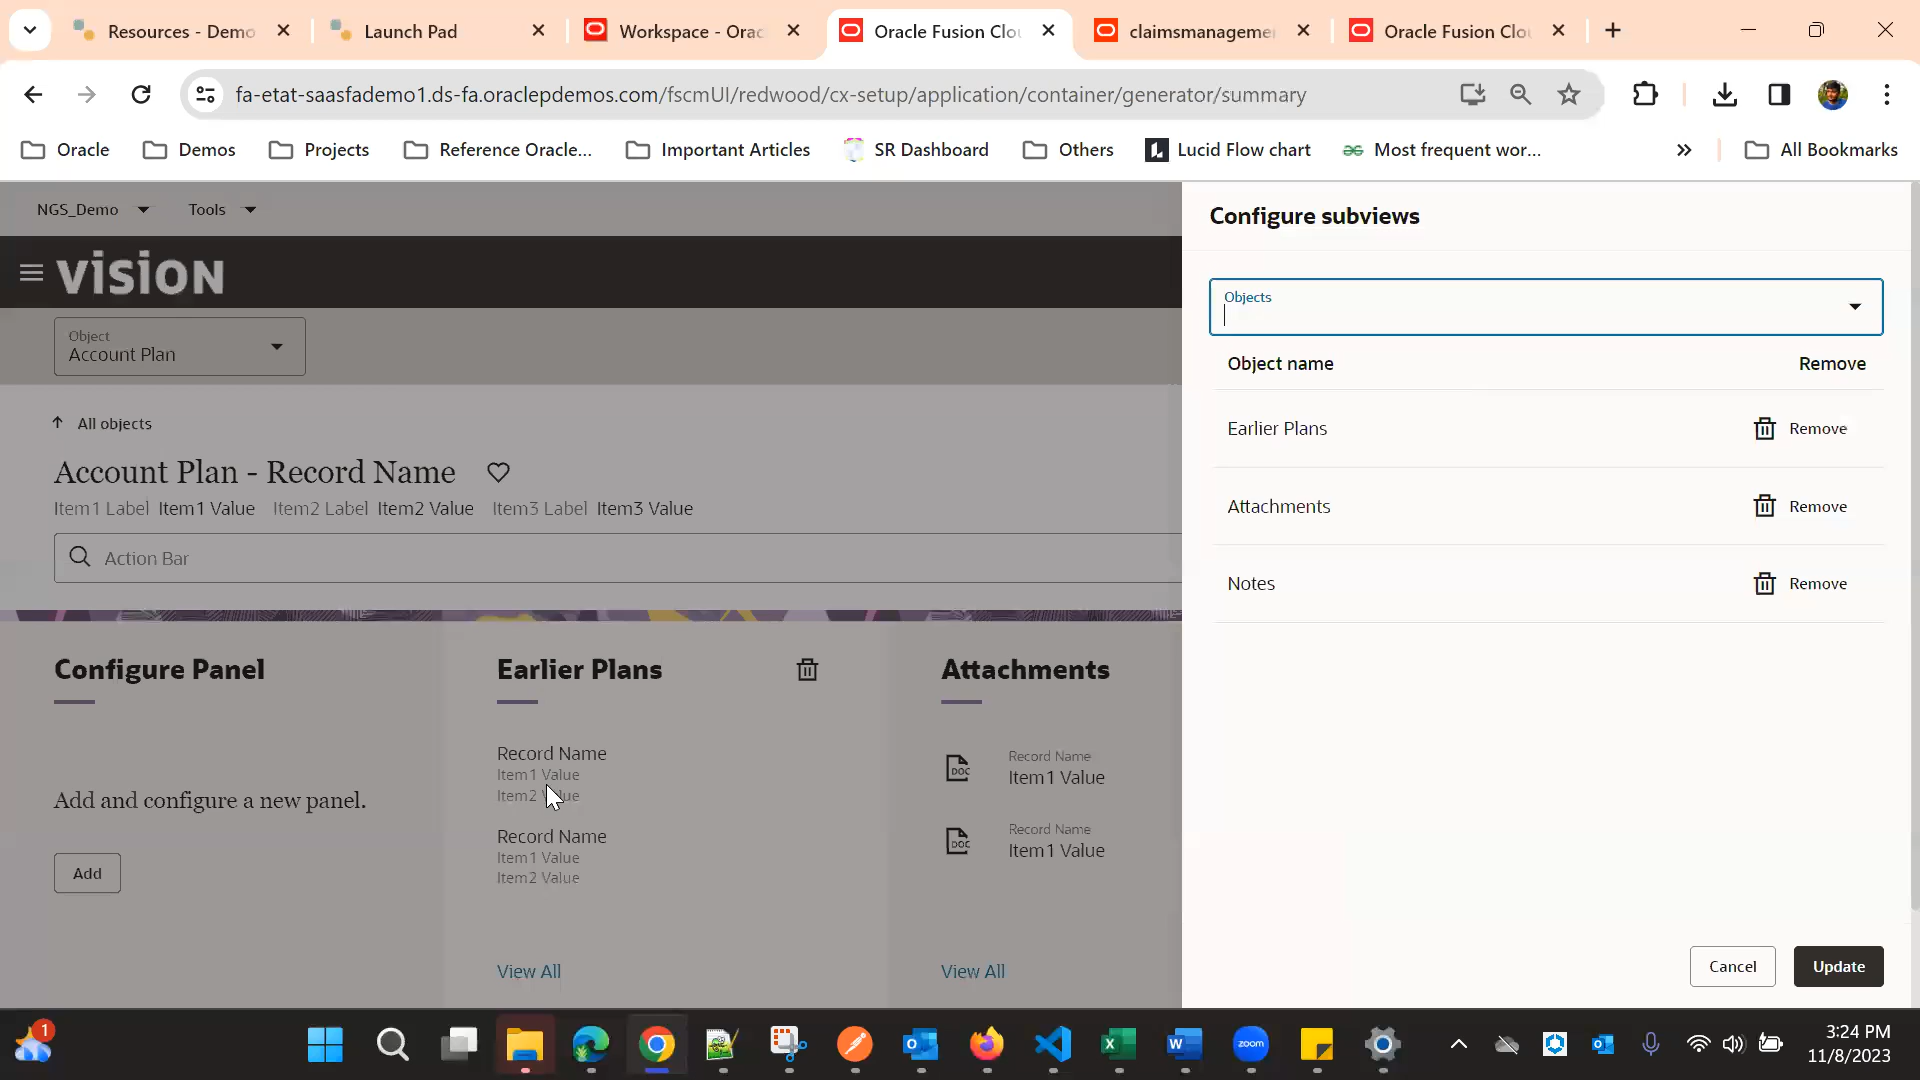 Resources - Demo
Launch Pad
Workspace - Orac
Oracle Fusion Clou
claimsmanagemen
Oracle Fusion Clou
fa-etat-saasfademo1.ds-fa.oraclepdemos.com/fscmUI/redwood/cx-setup/application/container/generator/summary
Oracle
Demos
Projects
Reference Oracle...
Important Articles
SR Dashboard
Others
Lucid Flow chart
Most frequent wor...
All Bookmarks
NGS_Demo
Tools
vision
Object
Account Plan
All objects
Account Plan - Record Name
Item1 Label Item1 Value Item2 Label Item2 Value Item3 Label Item3 Value
Action Bar
Configure Panel
Add and configure a new panel.
Add
Earlier Plans
Record Name
Item1 Value
Item2 Value
Record Name
Item1 Value
Item2 Value
View All
Attachments
DOC
Record Name
Item1 Value
DOC
Record Name
Item1 Value
View All
Configure subviews
Objects
Object name Remove
Earlier Plans Remove
Attachments Remove
Notes Remove
Cancel
Update
1
zoom
3:24 PM
11/8/2023